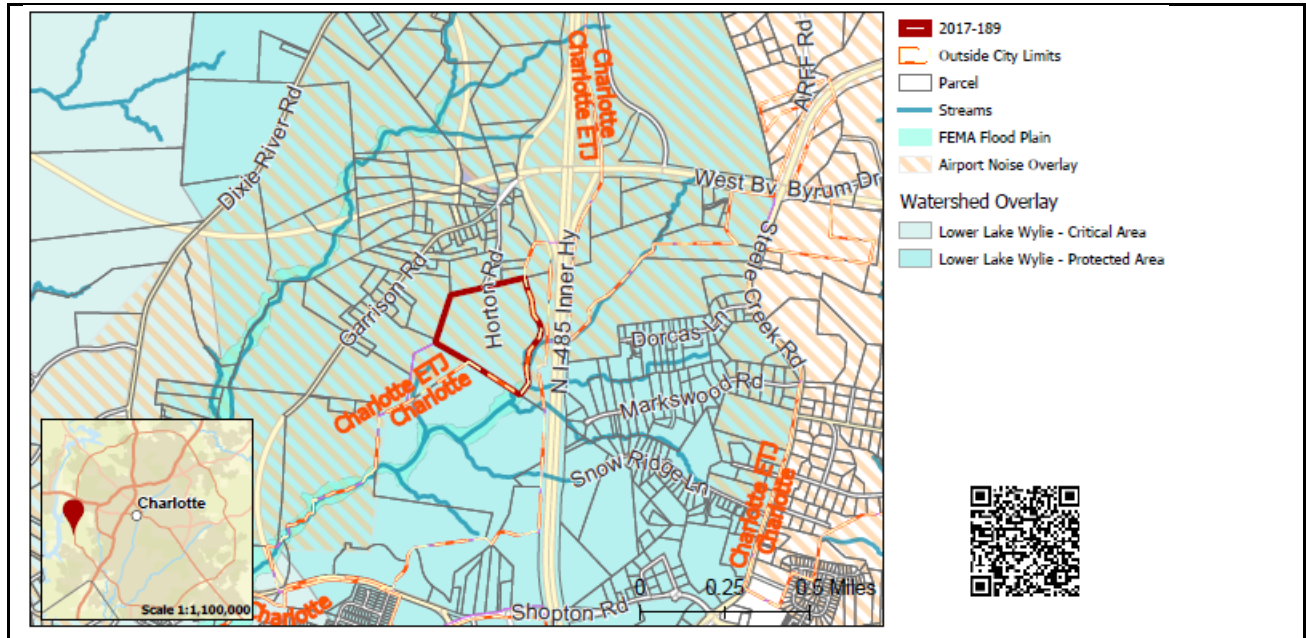 Charlotte
Charlotte ETJ
ARFF Rd
Dixie-River-Rd
West Bv
Byrum-Dr
Steele-Creek-Rd
Horton-Rd
Garrison-Rd
N I-485 Inner Hy
Dorcas-Ln
Charlotte ETJ
Charlotte
Markswood-Rd
Snow-Ridge-Ln
Charlotte ETJ
Charlotte
Charlotte
Scale 1:1,100,000
Charlotte
Shopton-Rd
0 0.25 0.5 Miles
2017-189
Outside City Limits
Parcel
Streams
FEMA Flood Plain
Airport Noise Overlay
Watershed Overlay
Lower Lake Wylie - Critical Area
Lower Lake Wylie - Protected Area